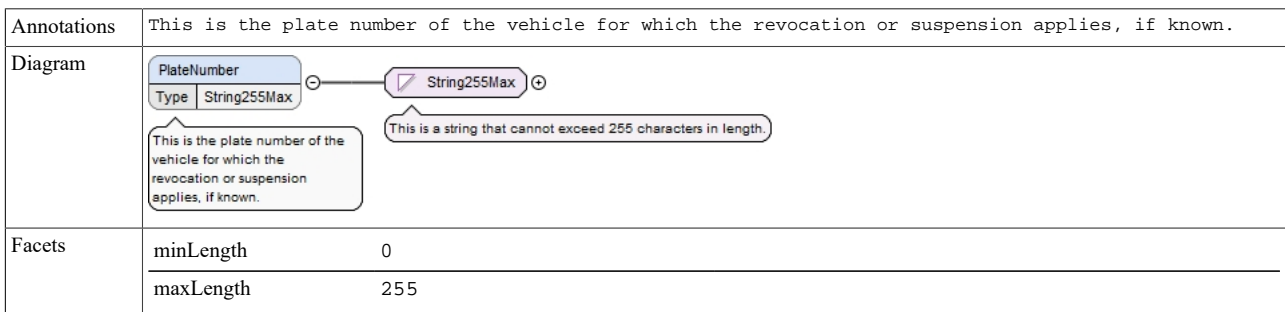 Annotations This is the plate number of the vehicle for which the revocation or suspension applies, if known.
Diagram
PlateNumber
Type String255Max
String255Max
This is the plate number of the
vehicle for which the
revocation or suspension
applies, if known.
This is a string that cannot exceed 255 characters in length.
Facets
minLength 0
maxLength 255